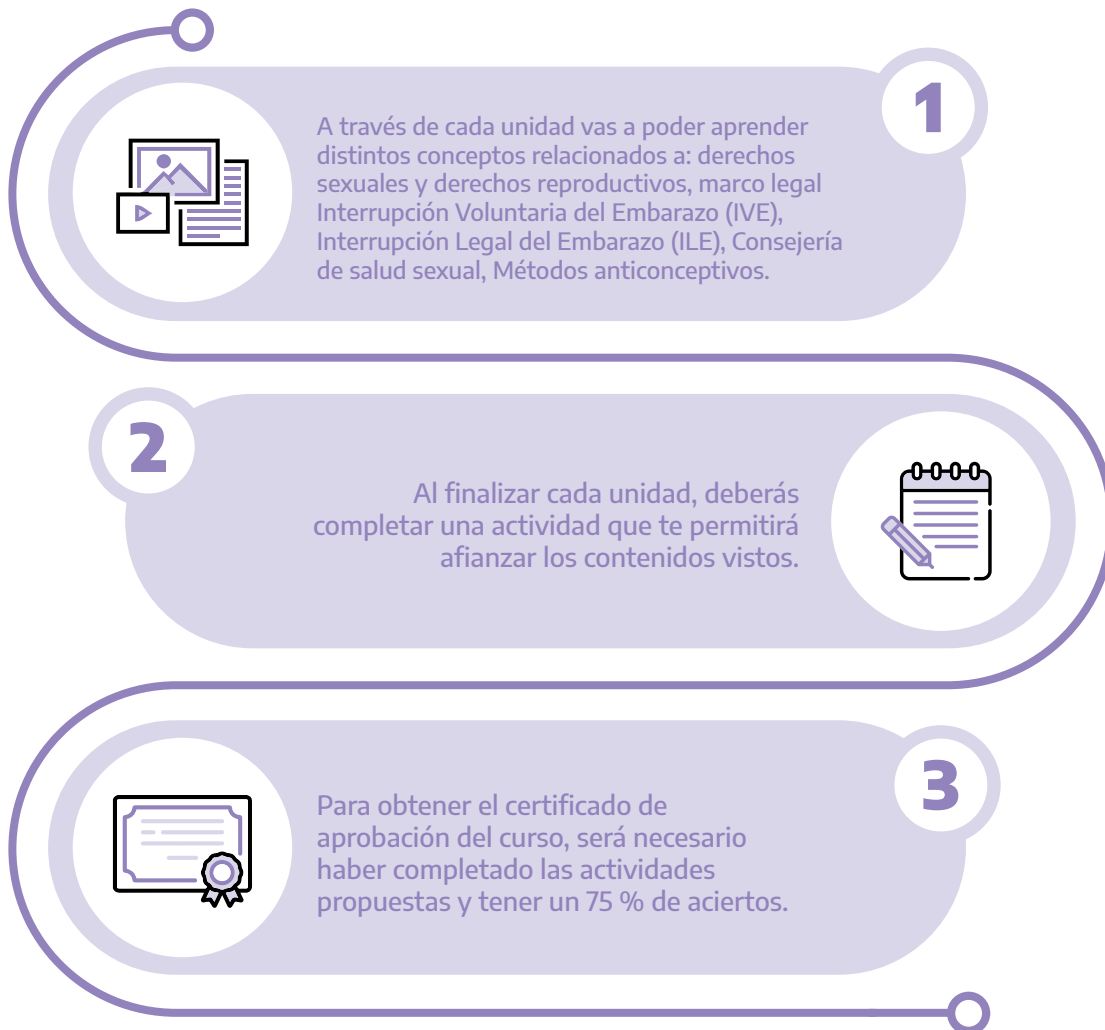 1
A través de cada unidad vas a poder aprender
distintos conceptos relacionados a: derechos
sexuales y derechos reproductivos, marco legal
Interrupción Voluntaria del Embarazo (IVE),
Interrupción Legal del Embarazo (ILE), Consejería
de salud sexual, Métodos anticonceptivos.
2
Al finalizar cada unidad, deberás
completar una actividad que te permitirá
afianzar los contenidos vistos.
3
Para obtener el certificado de
aprobación del curso, será necesario
haber completado las actividades
propuestas y tener un 75 % de aciertos.